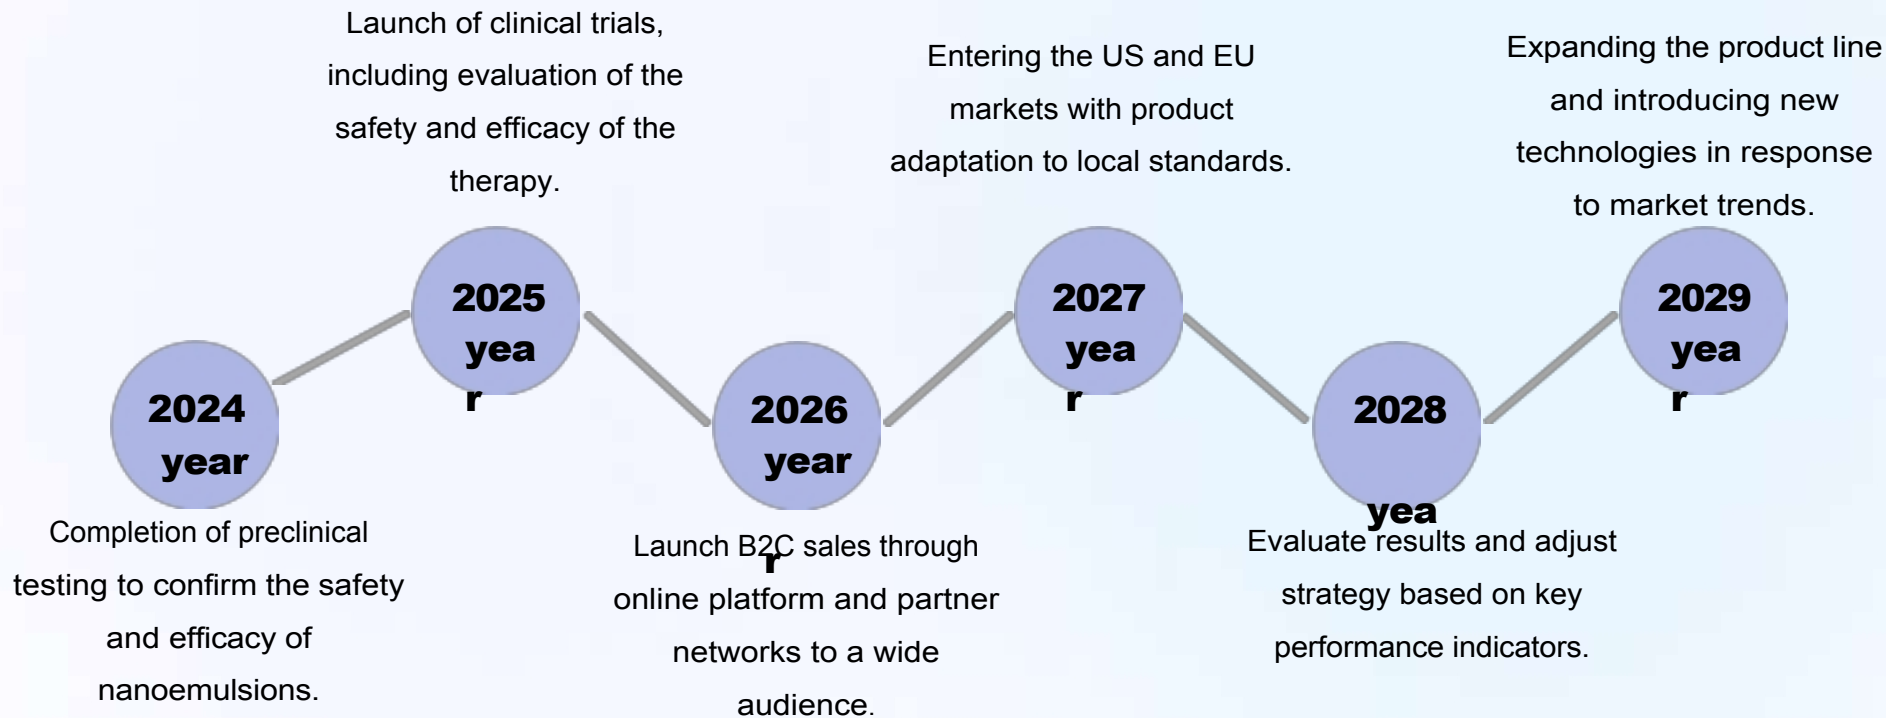 Launch of clinical trials,
including evaluation of the
safety and efficacy of the
therapy.
Entering the US and EU
markets with product
adaptation to local standards.
Expanding the product line
and introducing new
technologies in response
to market trends.
2024
year
2025
yea
r
2026
year
r
2027
yea
r
2028
yea
2029
yea
r
Completion of preclinical
testing to confirm the safety
and efficacy of
nanoemulsions.
Launch B2C sales through
online platform and partner
networks to a wide
audience.
Evaluate results and adjust
strategy based on key
performance indicators.